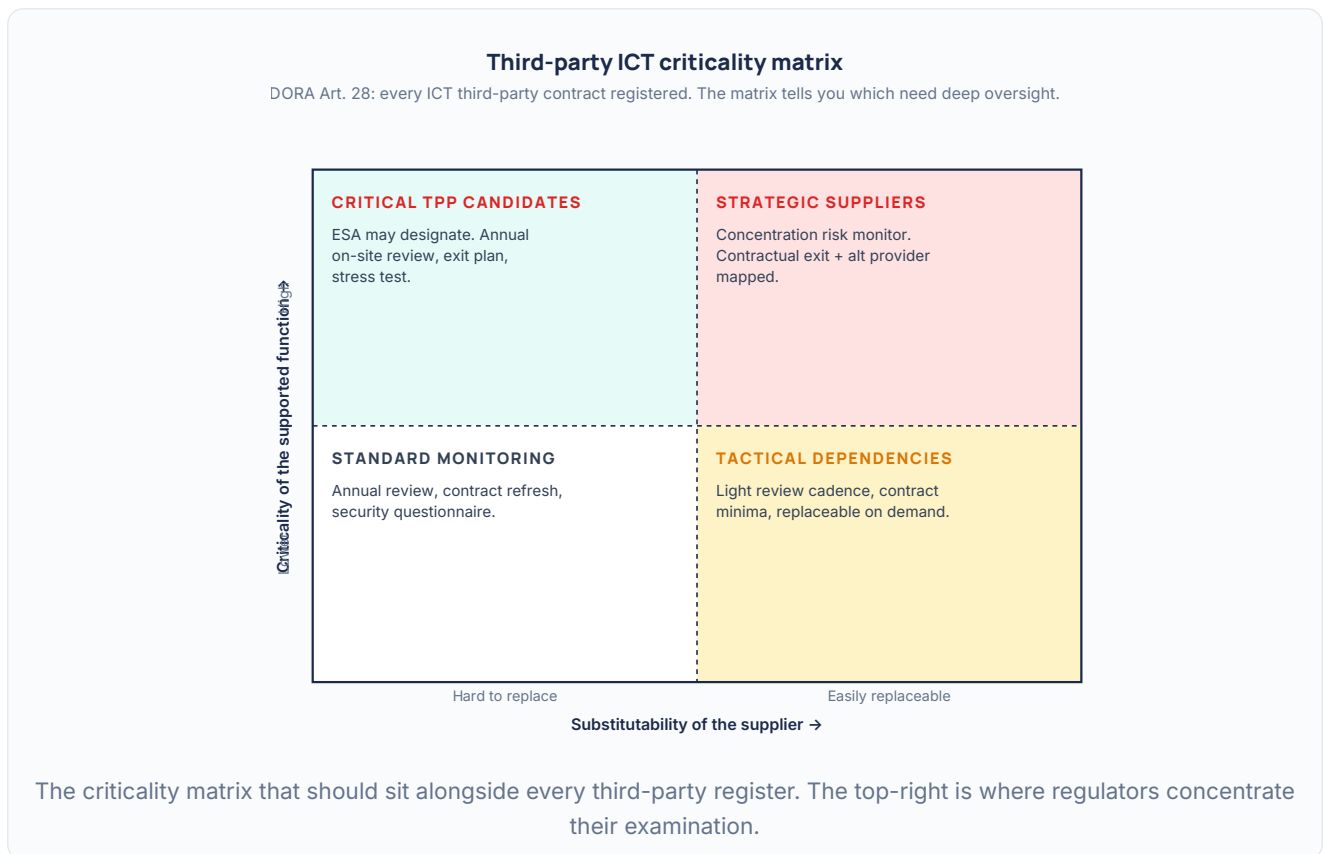 Third-party ICT criticality matrix
DORA Art. 28: every ICT third-party contract registered. The matrix tells you which need deep oversight.
CRITICAL TPP CANDIDATES
ESA may designate. Annual
on-site review, exit plan,
stress test.
STRATEGIC SUPPLIERS
Concentration risk monitor.
Contractual exit + alt provider
mapped.
Criticality of the supported function →
STANDARD MONITORING
Annual review, contract refresh,
security questionnaire.
TACTICAL DEPENDENCIES
Light review cadence, contract
minima, replaceable on demand.
Hard to replace
Easily replaceable
Substitutability of the supplier →
The criticality matrix that should sit alongside every third-party register. The top-right is where regulators concentrate
their examination.